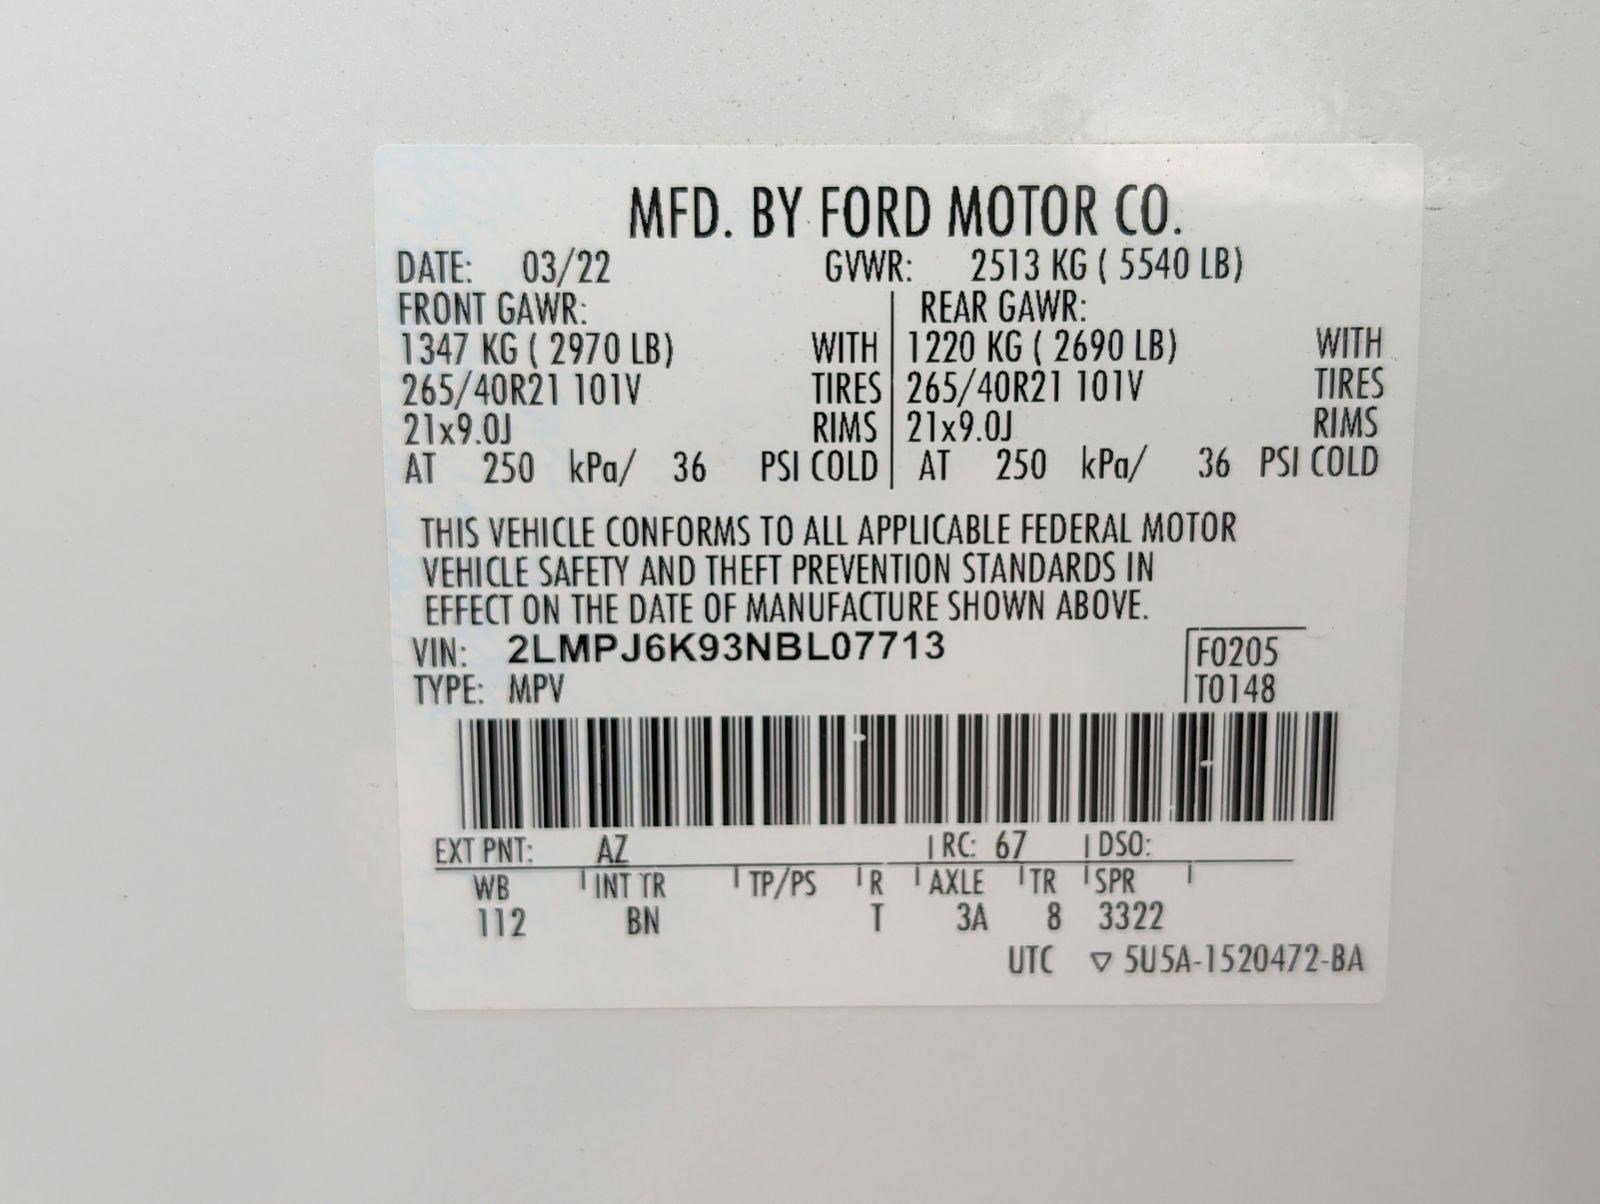 MFD. BY FORD MOTOR CO.
DATE: 03/22 GVWR: 2513 KG ( 5540 LB)
FRONT GAWR: REAR GAWR:
1347 KG ( 2970 LB) WITH 1220 KG ( 2690 LB) WITH
265/40R21 101V TIRES 265/40R21 101V TIRES
21x9.0J RIMS 21x9.0J RIMS
AT 250 kPa/ 36 PSI COLD AT 250 kPa/ 36 PSI COLD
THIS VEHICLE CONFORMS TO ALL APPLICABLE FEDERAL MOTOR
VEHICLE SAFETY AND THEFT PREVENTION STANDARDS IN
EFFECT ON THE DATE OF MANUFACTURE SHOWN ABOVE.
VIN: 2LMPJ6K93NBL07713 F0205
TYPE: MPV T0148
EXT PNT: AZ RC: 67 DSO:
WB INT TR TP/PS R AXLE TR SPR
112 BN T 3A 8 3322
UTC ▽ 5U5A-1520472-BA